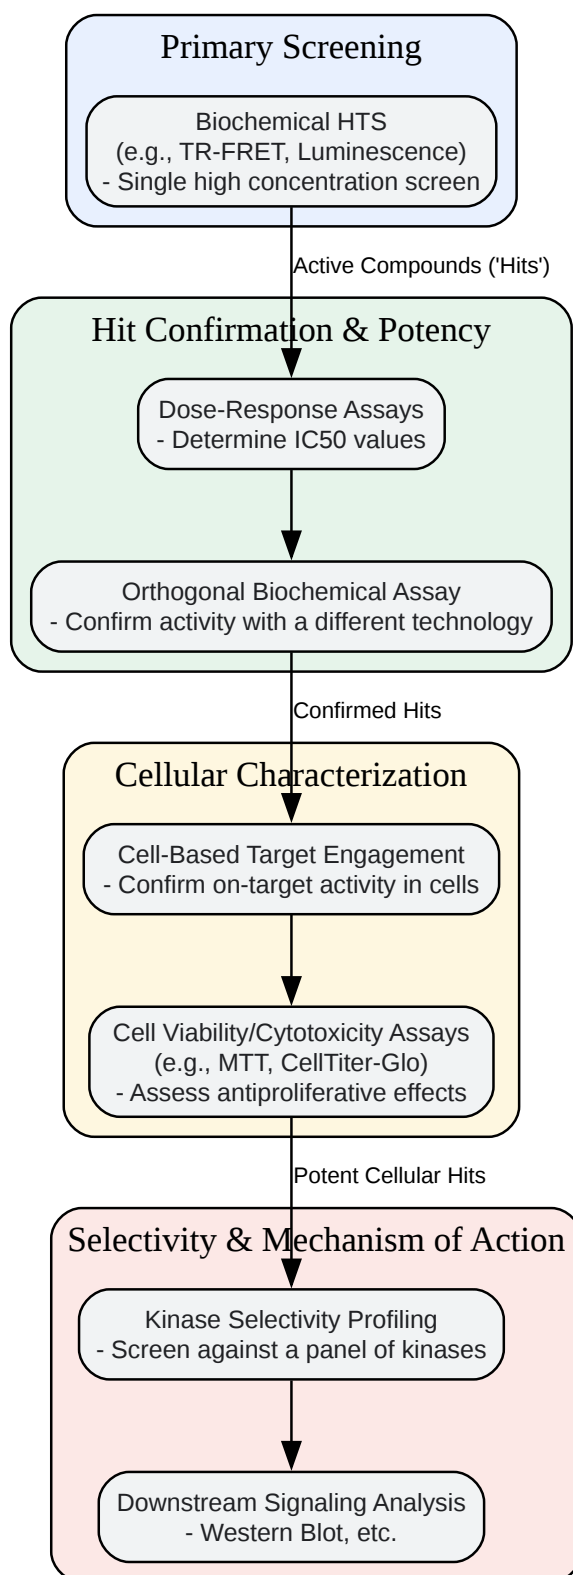 Primary Screening
Biochemical HTS
(e.g., TR-FRET, Luminescence)
- Single high concentration screen
Active Compounds ('Hits')
Hit Confirmation & Potency
Dose-Response Assays
- Determine IC50 values
Orthogonal Biochemical Assay
- Confirm activity with a different technology
Confirmed Hits
Cellular Characterization
Cell-Based Target Engagement
- Confirm on-target activity in cells
Cell Viability/Cytotoxicity Assays
(e.g., MTT, CellTiter-Glo)
- Assess antiproliferative effects
Potent Cellular Hits
Selectivity & Mechanism of Action
Kinase Selectivity Profiling
- Screen against a panel of kinases
Downstream Signaling Analysis
- Western Blot, etc.